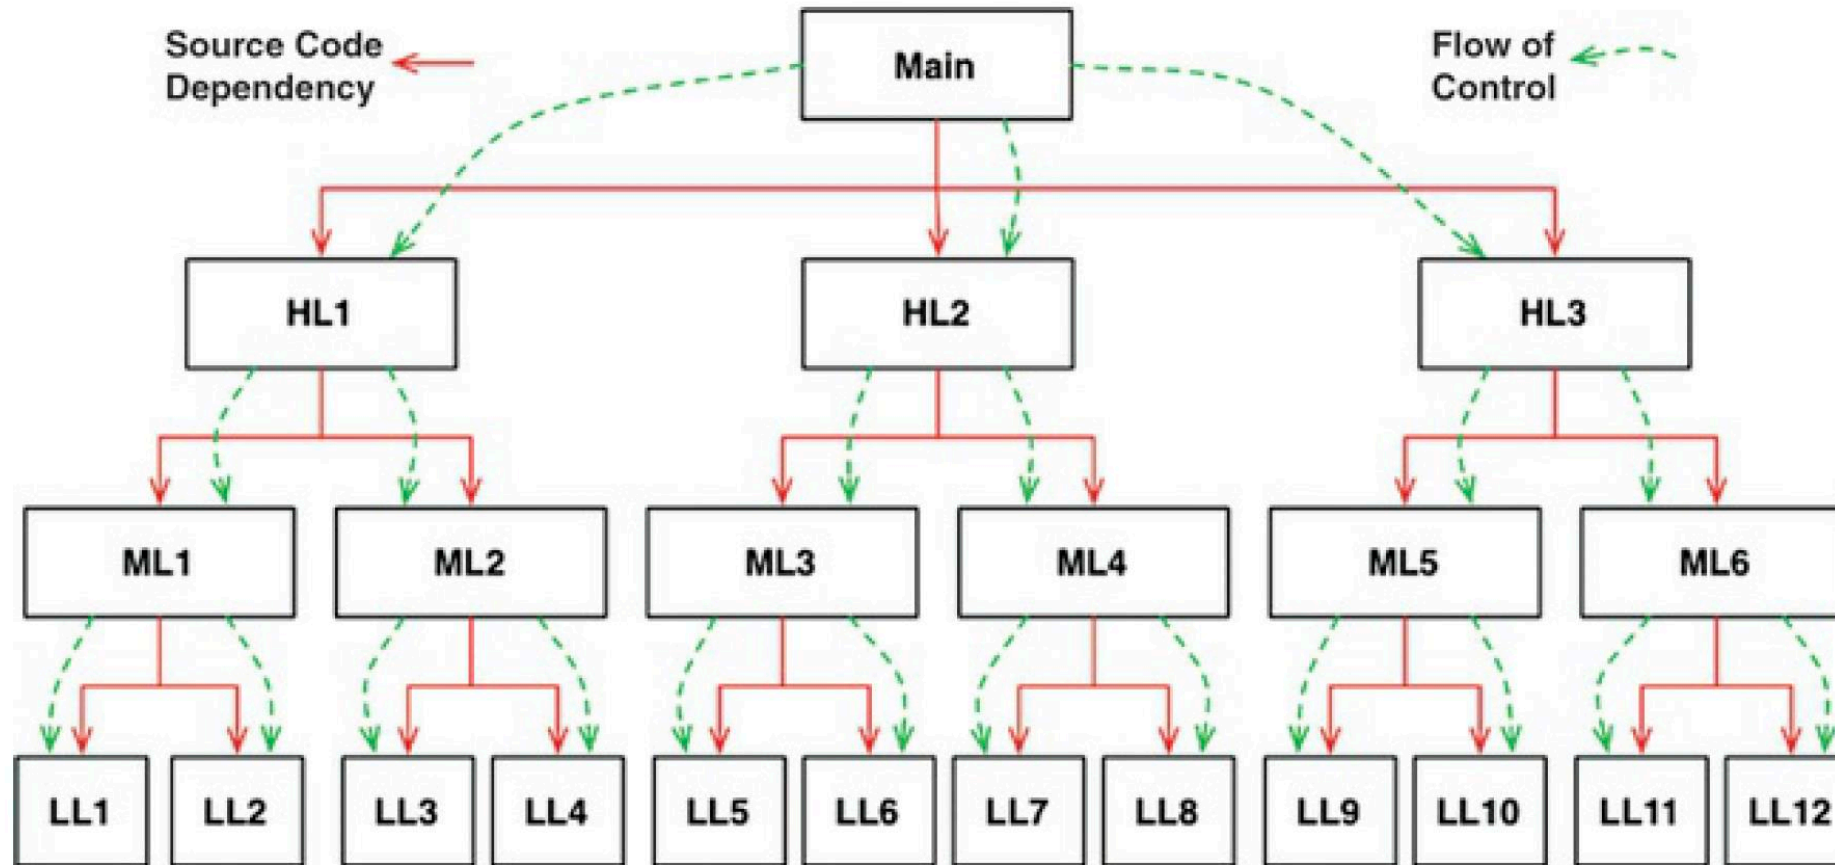 Source Code
Dependency
Main
Flow of
Control
HL1
HL2
HL3
ML1
ML2
ML3
ML4
ML5
ML6
LL1
LL2
LL3
LL4
LL5
LL6
LL7
LL8
LL9
LL10
LL11
LL12